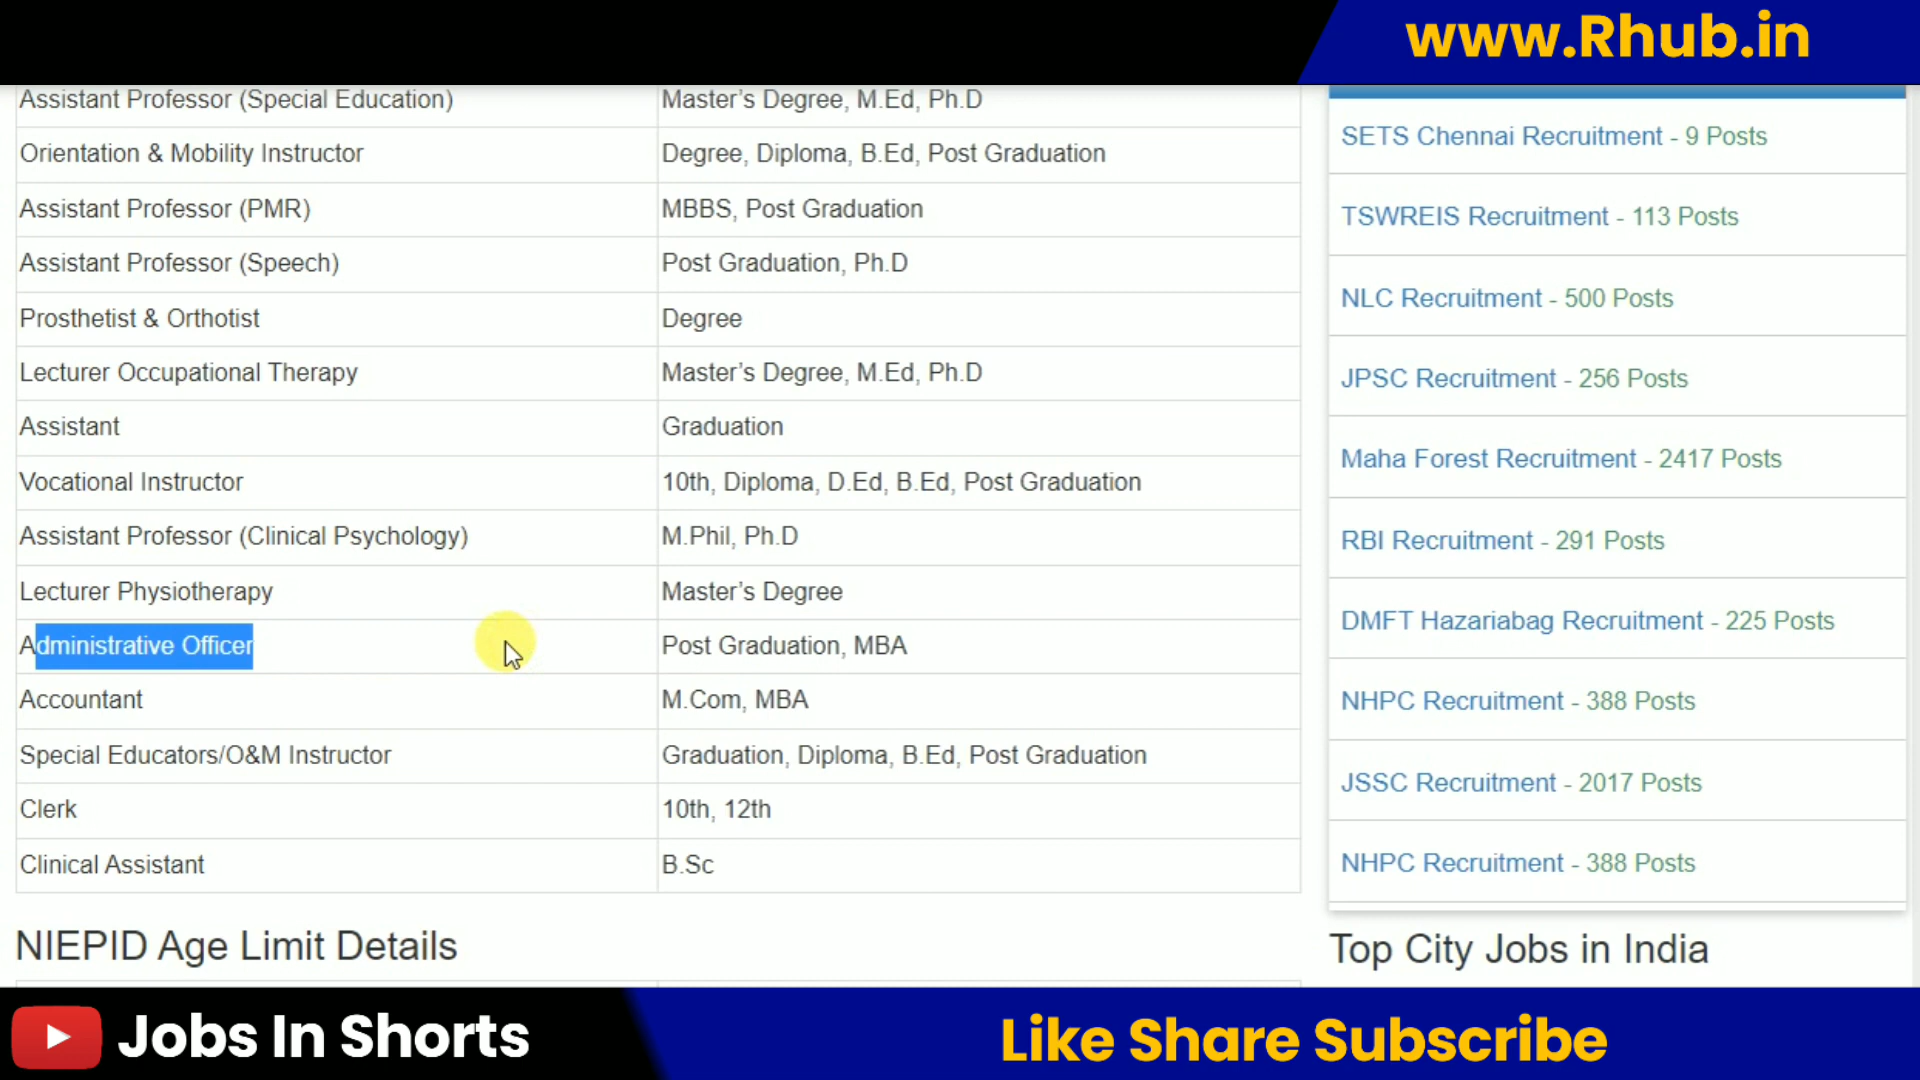 www.Rhub.in
Assistant Professor (Special Education) Master's Degree, M.Ed, Ph.D
Orientation & Mobility Instructor Degree, Diploma, B.Ed, Post Graduation
Assistant Professor (PMR) MBBS, Post Graduation
Assistant Professor (Speech) Post Graduation, Ph.D
Prosthetist & Orthotist Degree
Lecturer Occupational Therapy Master's Degree, M.Ed, Ph.D
Assistant Graduation
Vocational Instructor 10th, Diploma, D.Ed, B.Ed, Post Graduation
Assistant Professor (Clinical Psychology) M.Phil, Ph.D
Lecturer Physiotherapy Master's Degree
Administrative Officer Post Graduation, MBA
Accountant M.Com, MBA
Special Educators/O&M Instructor Graduation, Diploma, B.Ed, Post Graduation
Clerk 10th, 12th
Clinical Assistant B.Sc
NIEPID Age Limit Details
SETS Chennai Recruitment - 9 Posts
TSWREIS Recruitment - 113 Posts
NLC Recruitment - 500 Posts
JPSC Recruitment - 256 Posts
Maha Forest Recruitment - 2417 Posts
RBI Recruitment - 291 Posts
DMFT Hazariabag Recruitment - 225 Posts
NHPC Recruitment - 388 Posts
JSSC Recruitment - 2017 Posts
NHPC Recruitment - 388 Posts
Top City Jobs in India
Jobs In Shorts
Like Share Subscribe